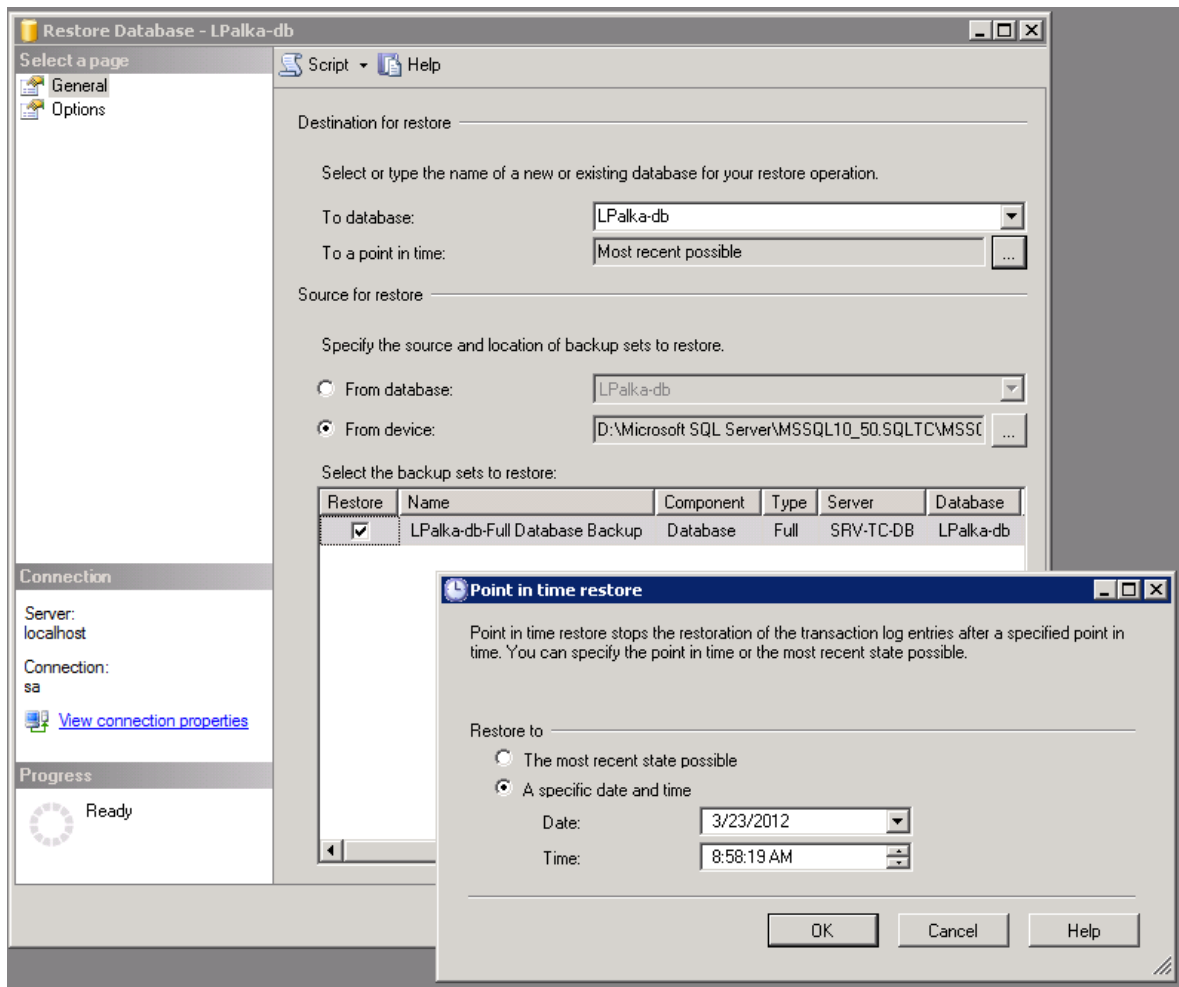 Restore Database - LPalka-db
Select a page
General
Options
Script
Help
Destination for restore
Select or type the name of a new or existing database for your restore operation.
To database:
LPalka-db
To a point in time:
Most recent possible
...
Source for restore
Specify the source and location of backup sets to restore.
From database:
LPalka-db
From device:
D:\Microsoft SQL Server\MSSQL10_50.SQLTC\MSS
...
Select the backup sets to restore:
Restore Name Component Type Server Database
LPalka-db-Full Database Backup Database Full SRV-TC-DB LPalka-db
Connection
Server:
localhost
Connection:
sa
View connection properties
Progress
Ready
Point in time restore
Point in time restore stops the restoration of the transaction log entries after a specified point in
time. You can specify the point in time or the most recent state possible.
Restore to
The most recent state possible
A specific date and time
Date:
3/23/2012
Time:
8:58:19 AM
OK
Cancel
Help